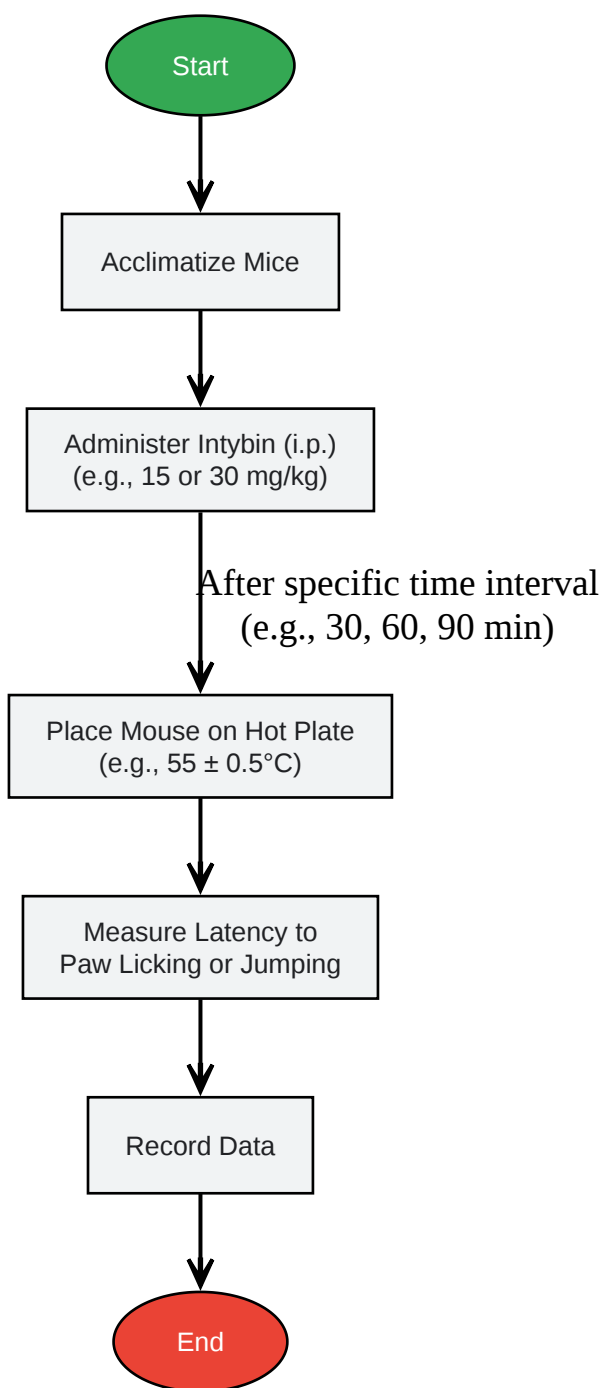 Start
Acclimatize Mice
Administer Intybin (i.p.)
(e.g., 15 or 30 mg/kg)
After specific time interval
(e.g., 30, 60, 90 min)
Place Mouse on Hot Plate
(e.g., 55 ± 0.5°C)
Measure Latency to
Paw Licking or Jumping
Record Data
End